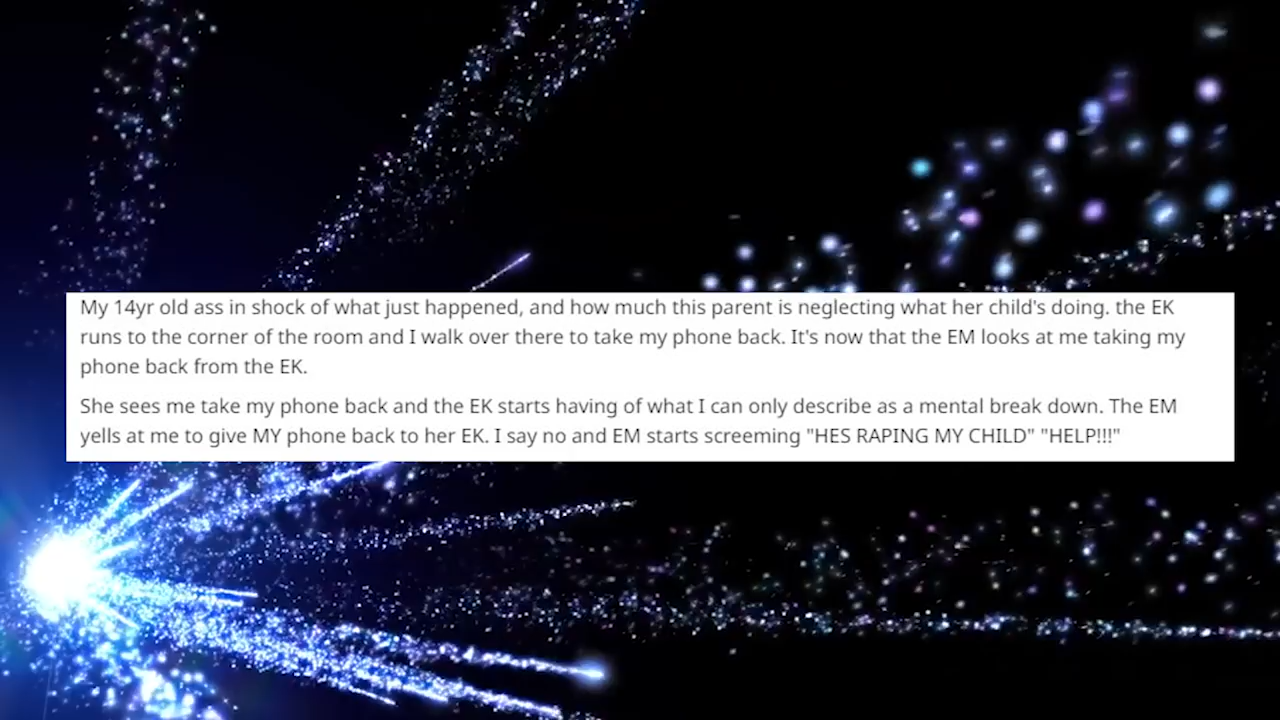 My 14yr old ass in shock of what just happened, and how much this parent is neglecting what her child's doing. the EK
runs to the corner of the room and I walk over there to take my phone back. It's now that the EM looks at me taking my
phone back from the EK.
She sees me take my phone back and the EK starts having of what I can only describe as a mental break down. The EM
yells at me to give MY phone back to her EK. I say no and EM starts screeming "HES RAPING MY CHILD" "HELP!!!"